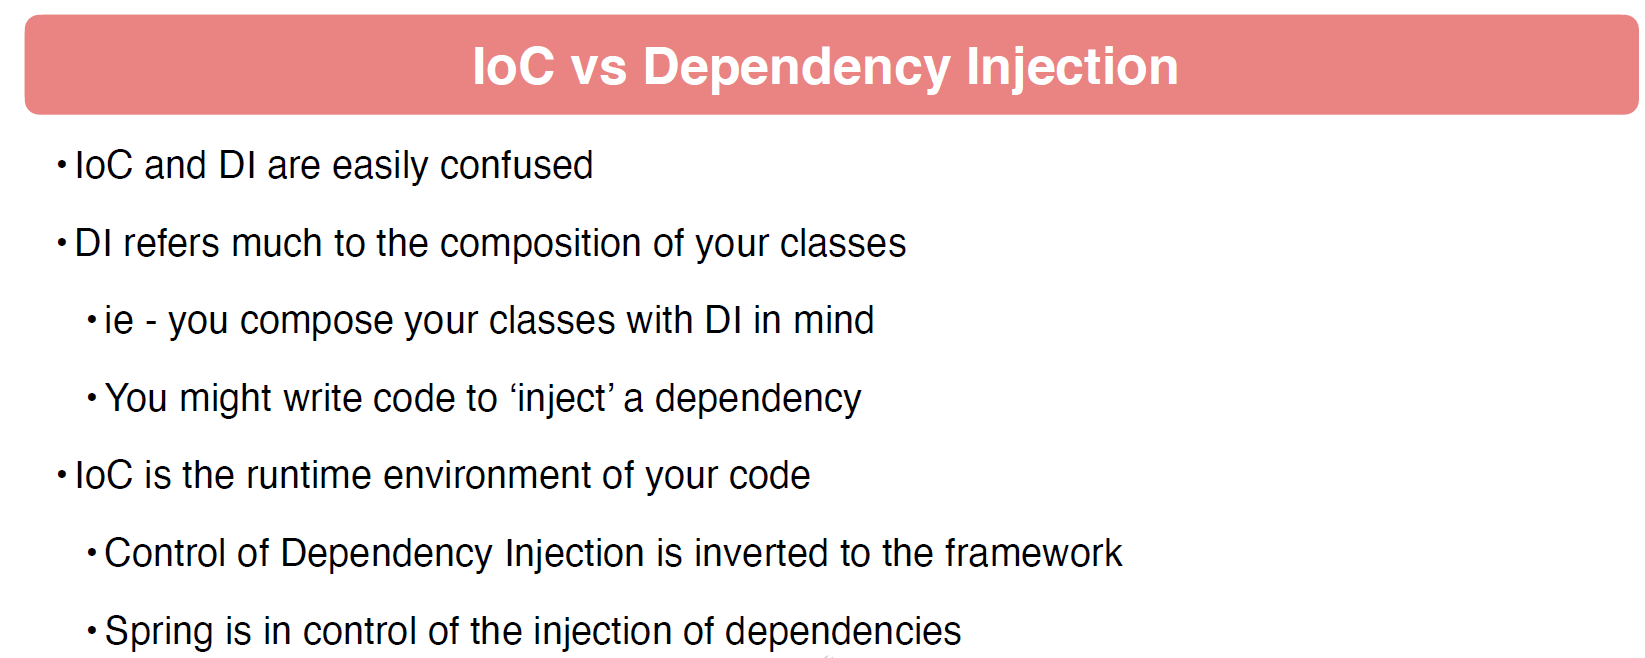 IoC vs Dependency Injection
• IoC and DI are easily confused
• DI refers much to the composition of your classes
• ie - you compose your classes with DI in mind
• You might write code to ‘inject’ a dependency
• IoC is the runtime environment of your code
• Control of Dependency Injection is inverted to the framework
• Spring is in control of the injection of dependencies